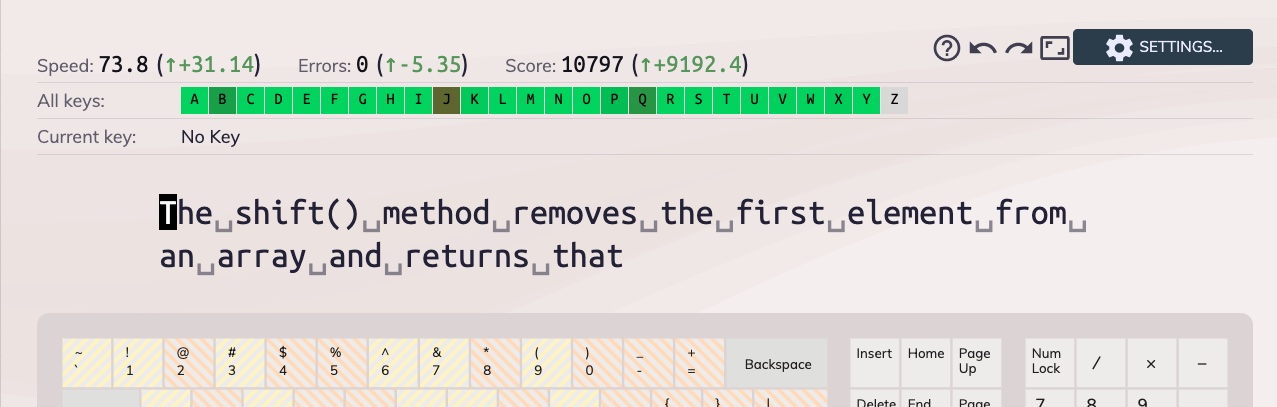 Speed: 73.8 (↑+31.14) Errors: 0 (↑-5.35) Score: 10797 (↑+9192.4) SETTINGS...
All keys: A B C D E F G H I J K L M N O P Q R S T U V W X Y Z
Current key: No Key
The␣shift()␣method␣removes␣the␣first␣element␣from␣
an␣array␣and␣returns␣that
~ ! @ # $ % ^ & * ( ) _ +
` 1 2 3 4 5 6 7 8 9 0 - = Backspace Insert Home Page Up Num Lock / × −
{ } | Delete End Page 7 8 9